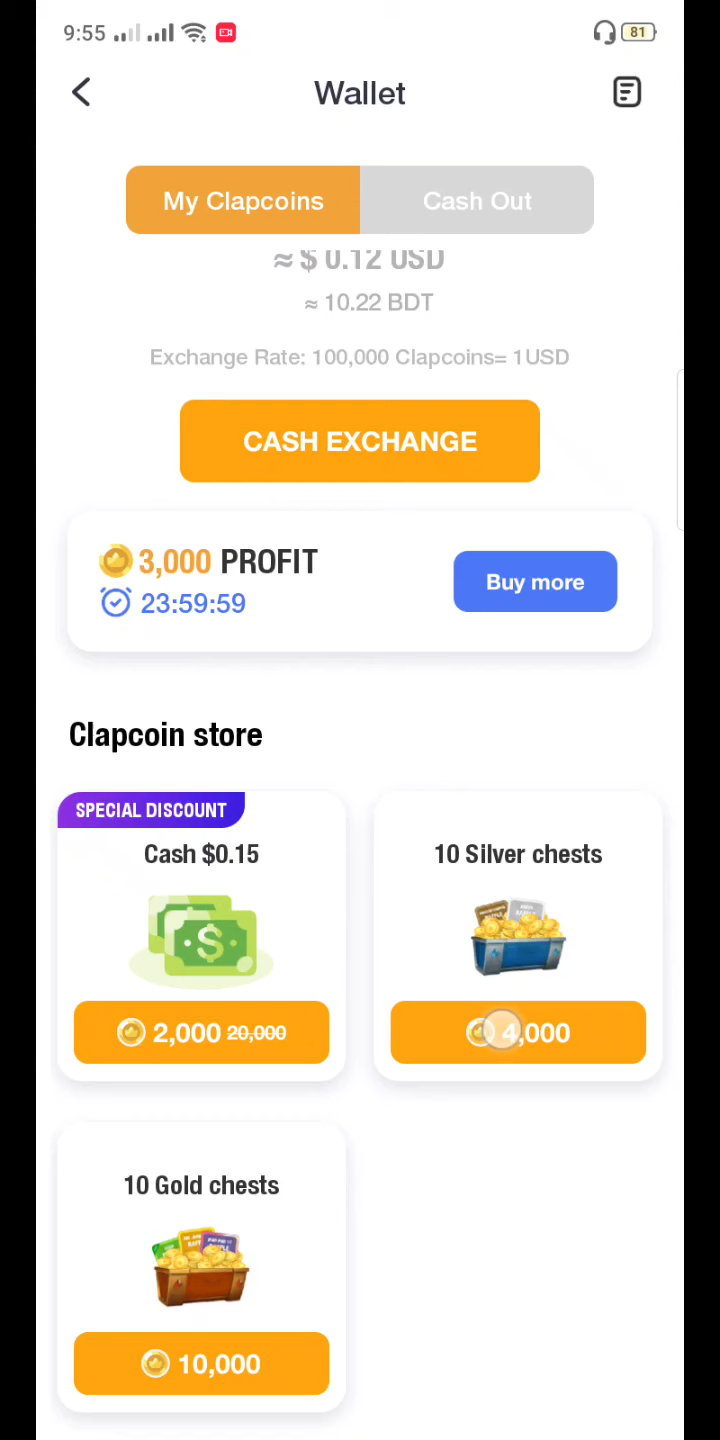 9:55
81
Wallet
My Clapcoins
Cash Out
≈ $ 0.12 USD
≈ 10.22 BDT
Exchange Rate: 100,000 Clapcoins= 1USD
CASH EXCHANGE
3,000 PROFIT
23:59:59
Buy more
Clapcoin store
SPECIAL DISCOUNT
Cash $0.15
2,000 20,000
10 Silver chests
4,000
10 Gold chests
10,000